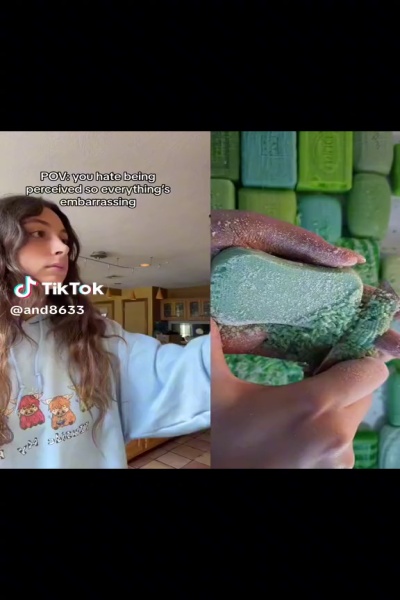 POV: you hate being
perceived so everything's
embarrassing
TikTok
@and8633